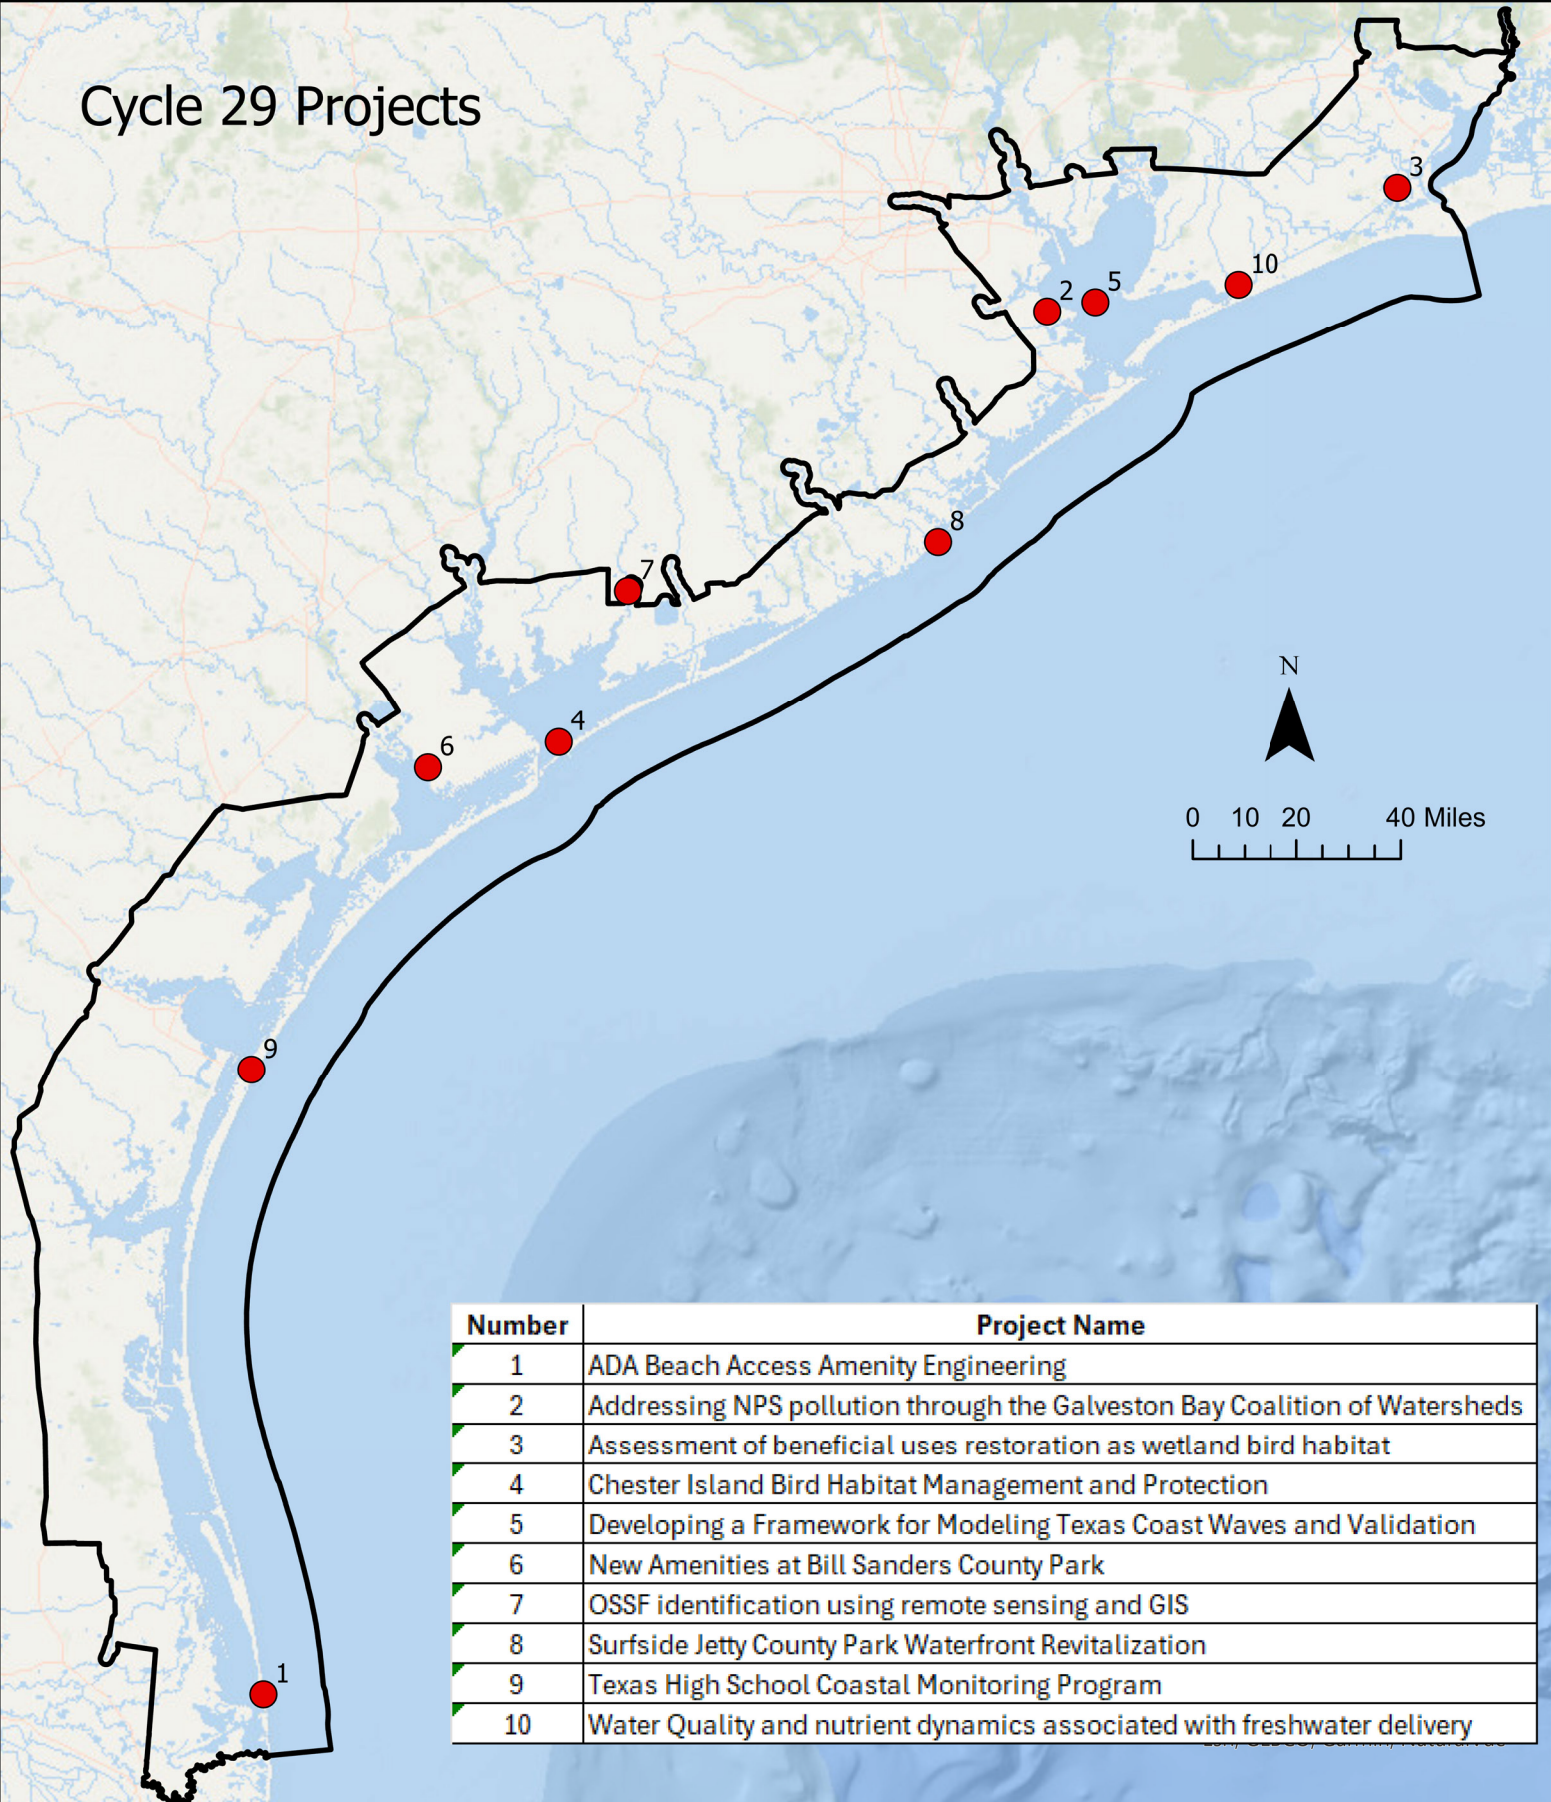 Cycle 29 Projects
3
10
5
2
8
7
N
4
6
0 10 20 40 Miles
9
1
Number Project Name
1 ADA Beach Access Amenity Engineering
2 Addressing NPS pollution through the Galveston Bay Coalition of Watersheds
3 Assessment of beneficial uses restoration as wetland bird habitat
4 Chester Island Bird Habitat Management and Protection
5 Developing a Framework for Modeling Texas Coast Waves and Validation
6 New Amenities at Bill Sanders County Park
7 OSSF identification using remote sensing and GIS
8 Surfside Jetty County Park Waterfront Revitalization
9 Texas High School Coastal Monitoring Program
10 Water Quality and nutrient dynamics associated with freshwater delivery